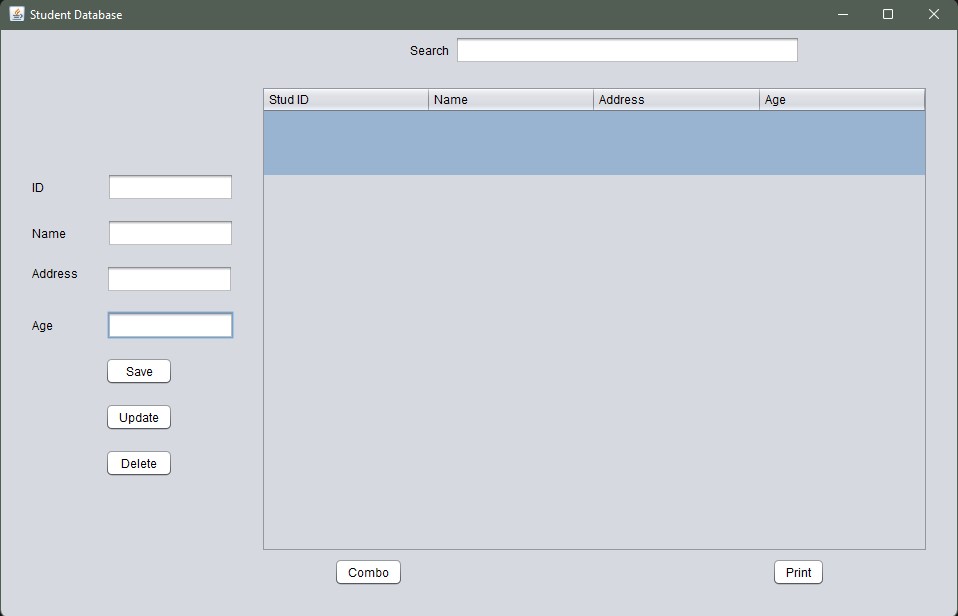 Student Database
Search
Stud ID Name Address Age
ID
Name
Address
Age
Save
Update
Delete
Combo Print